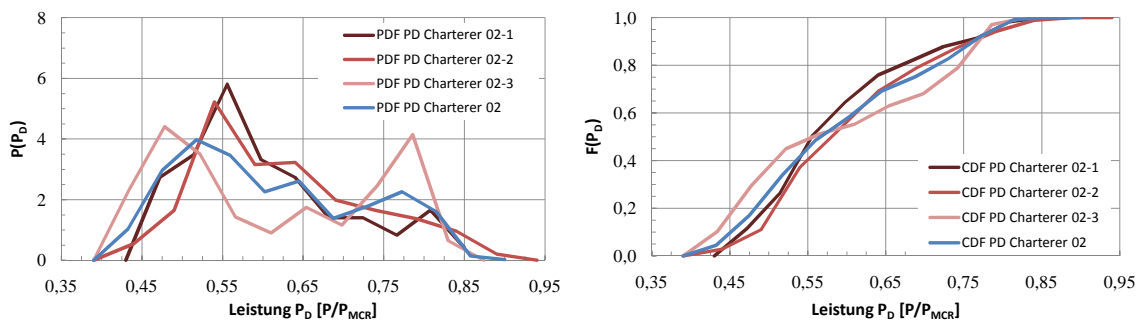 8
6
4
2
0
P(P_D)
PDF PD Charterer 02-1
PDF PD Charterer 02-2
PDF PD Charterer 02-3
PDF PD Charterer 02
0,35 0,45 0,55 0,65 0,75 0,85 0,95
Leistung P_D [P/P_MCR]
1,0
0,8
0,6
0,4
0,2
0,0
F(P_D)
CDF PD Charterer 02-1
CDF PD Charterer 02-2
CDF PD Charterer 02-3
CDF PD Charterer 02
0,35 0,45 0,55 0,65 0,75 0,85 0,95
Leistung P_D [P/P_MCR]